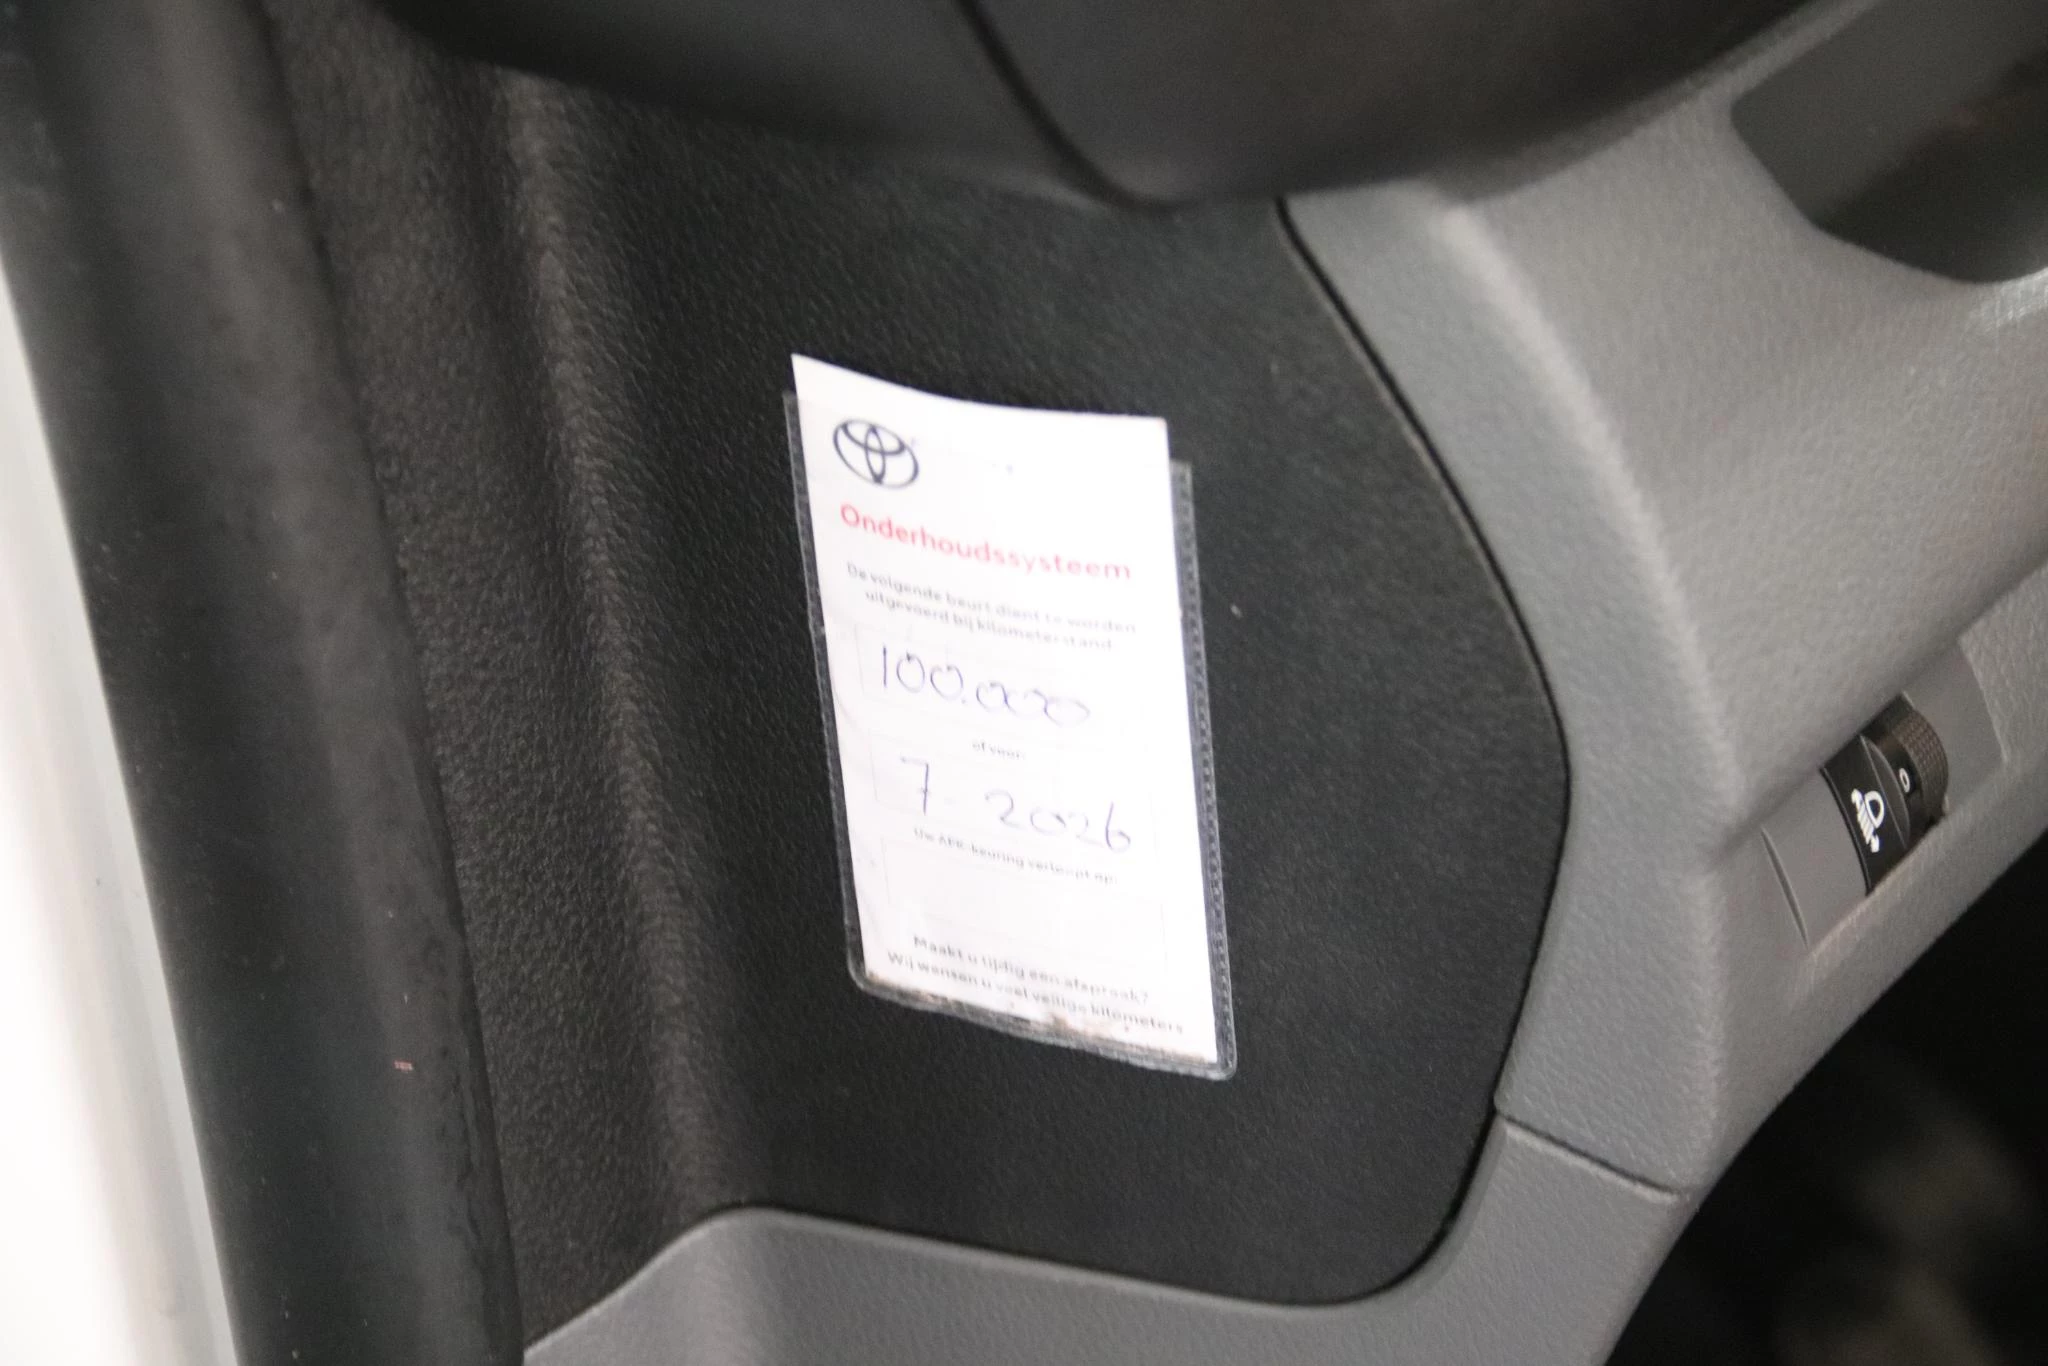 Onderhoudssysteem
De volgende beurt dient te worden
uitgevoerd bij kilometerstand:
100.000
of voor:
7-2026
Uw APK-keuring verloopt op:
Maakt u tijdig een afspraak?
Wij wensen u veel veilige kilometers
0